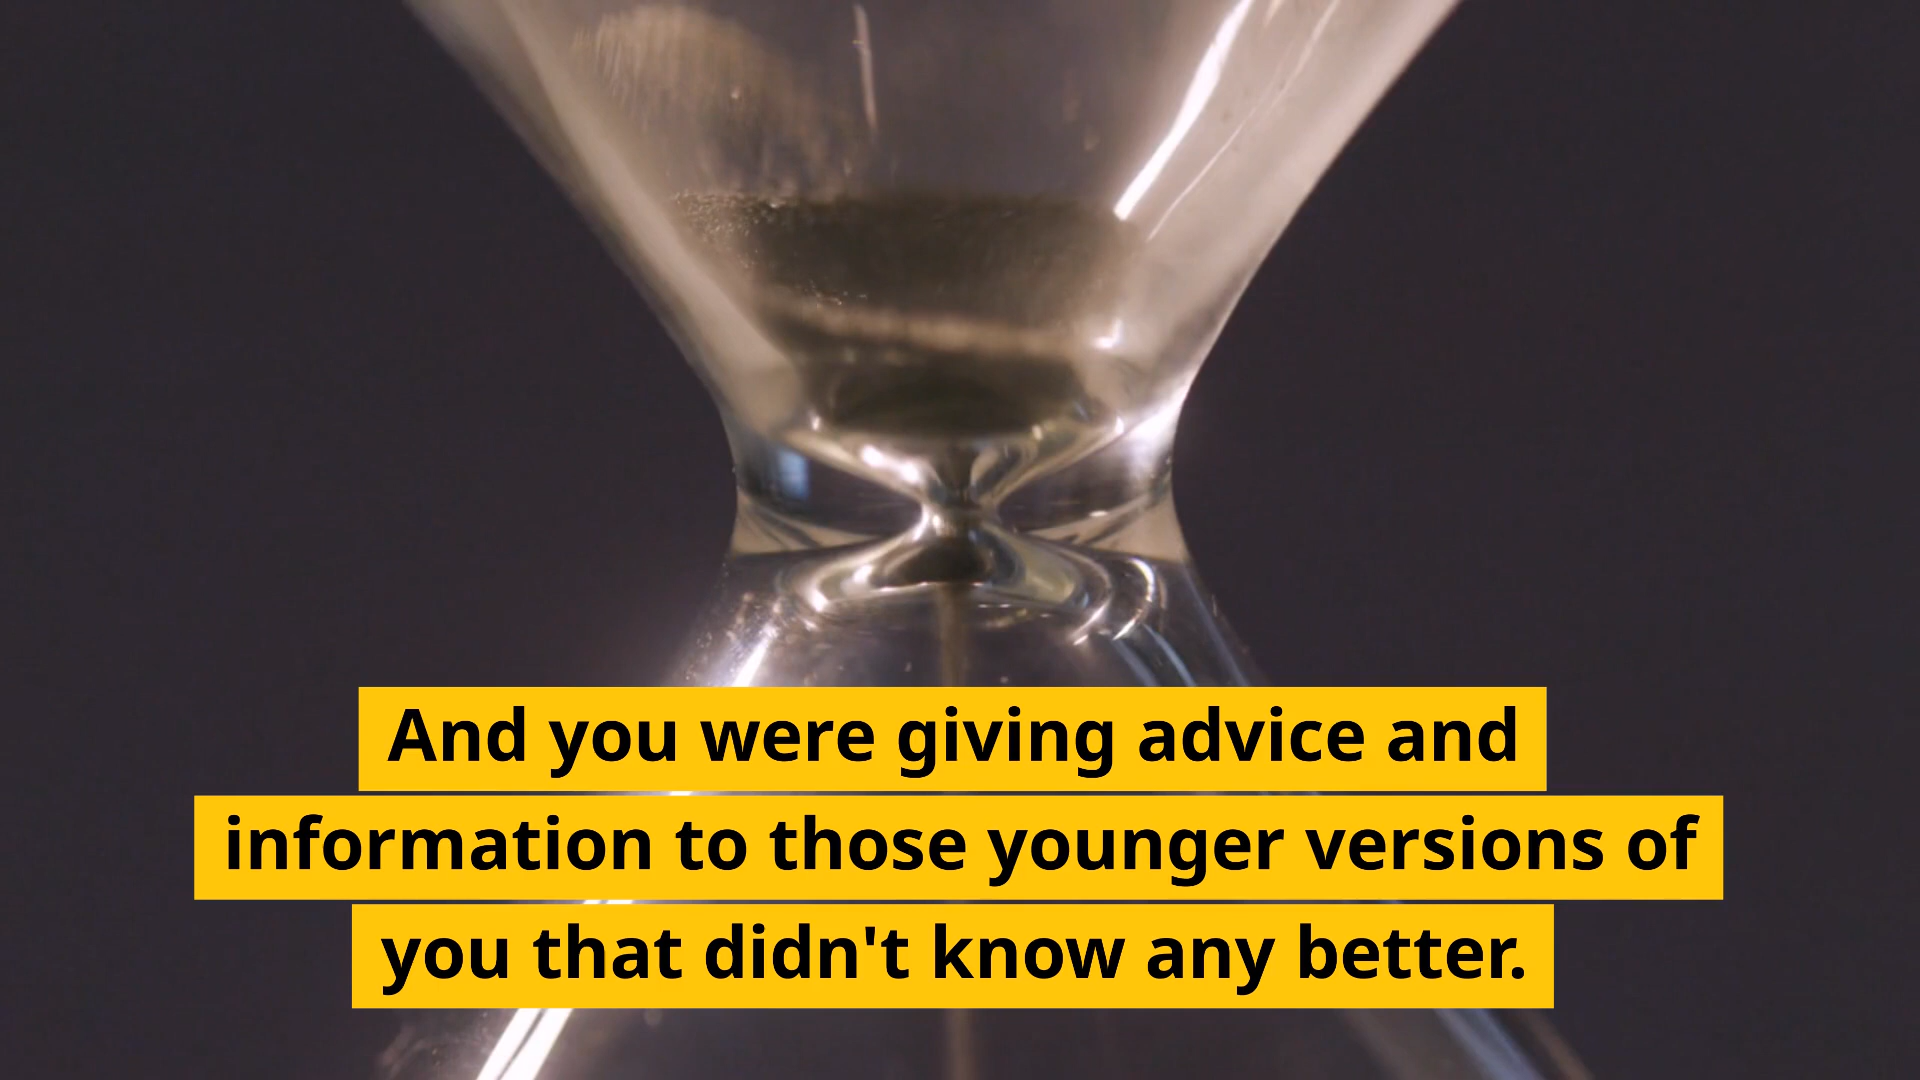 And you were giving advice and
information to those younger versions of
you that didn't know any better.